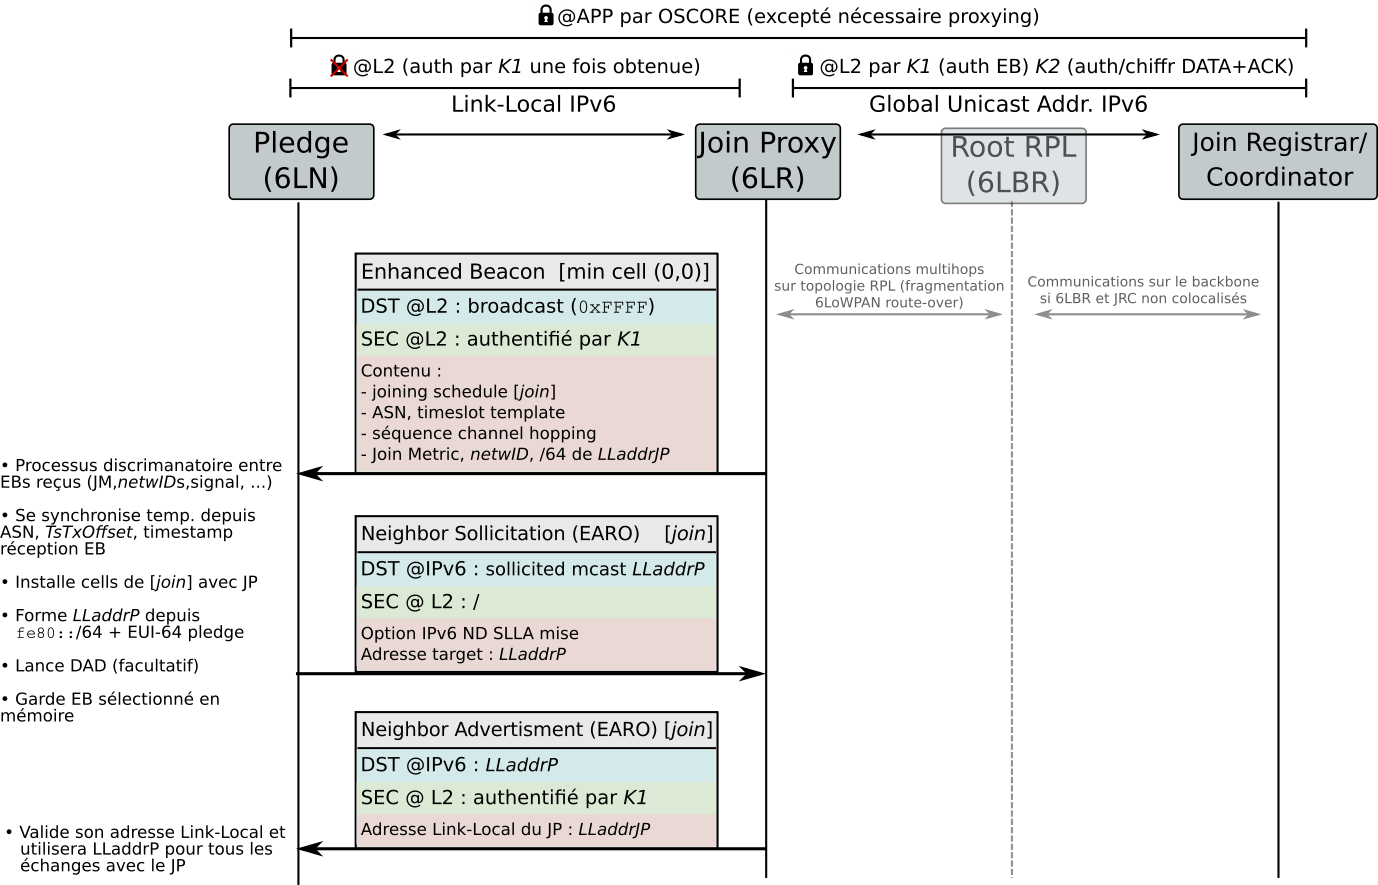 @APP par OSCORE (excepté nécessaire proxying)
@L2 (auth par K1 une fois obtenue)
@L2 par K1 (auth EB) K2 (auth/chiffr DATA+ACK)
Link-Local IPv6
Global Unicast Addr. IPv6
Pledge
(6LN)
Join Proxy
(6LR)
Root RPL
(6LBR)
Join Registrar/
Coordinator
Communications multihops
sur topologie RPL (fragmentation
6LoWPAN route-over)
Communications sur le backbone
si 6LBR et JRC non colocalisés
Enhanced Beacon [min cell (0,0)]
DST @L2 : broadcast (0xFFFF)
SEC @L2 : authentifié par K1
Contenu :
- joining schedule [join]
- ASN, timeslot template
- séquence channel hopping
- Join Metric, netwID, /64 de LLaddrJP
• Processus discrimanatoire entre
EBs reçus (JM,netwIDs,signal, ...)
• Se synchronise temp. depuis
ASN, TsTxOffset, timestamp
réception EB
• Installe cells de [join] avec JP
• Forme LLaddrP depuis
fe80::/64 + EUI-64 pledge
• Lance DAD (facultatif)
• Garde EB sélectionné en
mémoire
Neighbor Sollicitation (EARO) [join]
DST @IPv6 : sollicited mcast LLaddrP
SEC @ L2 : /
Option IPv6 ND SLLA mise
Adresse target : LLaddrP
Neighbor Advertisment (EARO) [join]
DST @IPv6 : LLaddrP
SEC @ L2 : authentifié par K1
Adresse Link-Local du JP : LLaddrJP
• Valide son adresse Link-Local et
utilisera LLaddrP pour tous les
échanges avec le JP